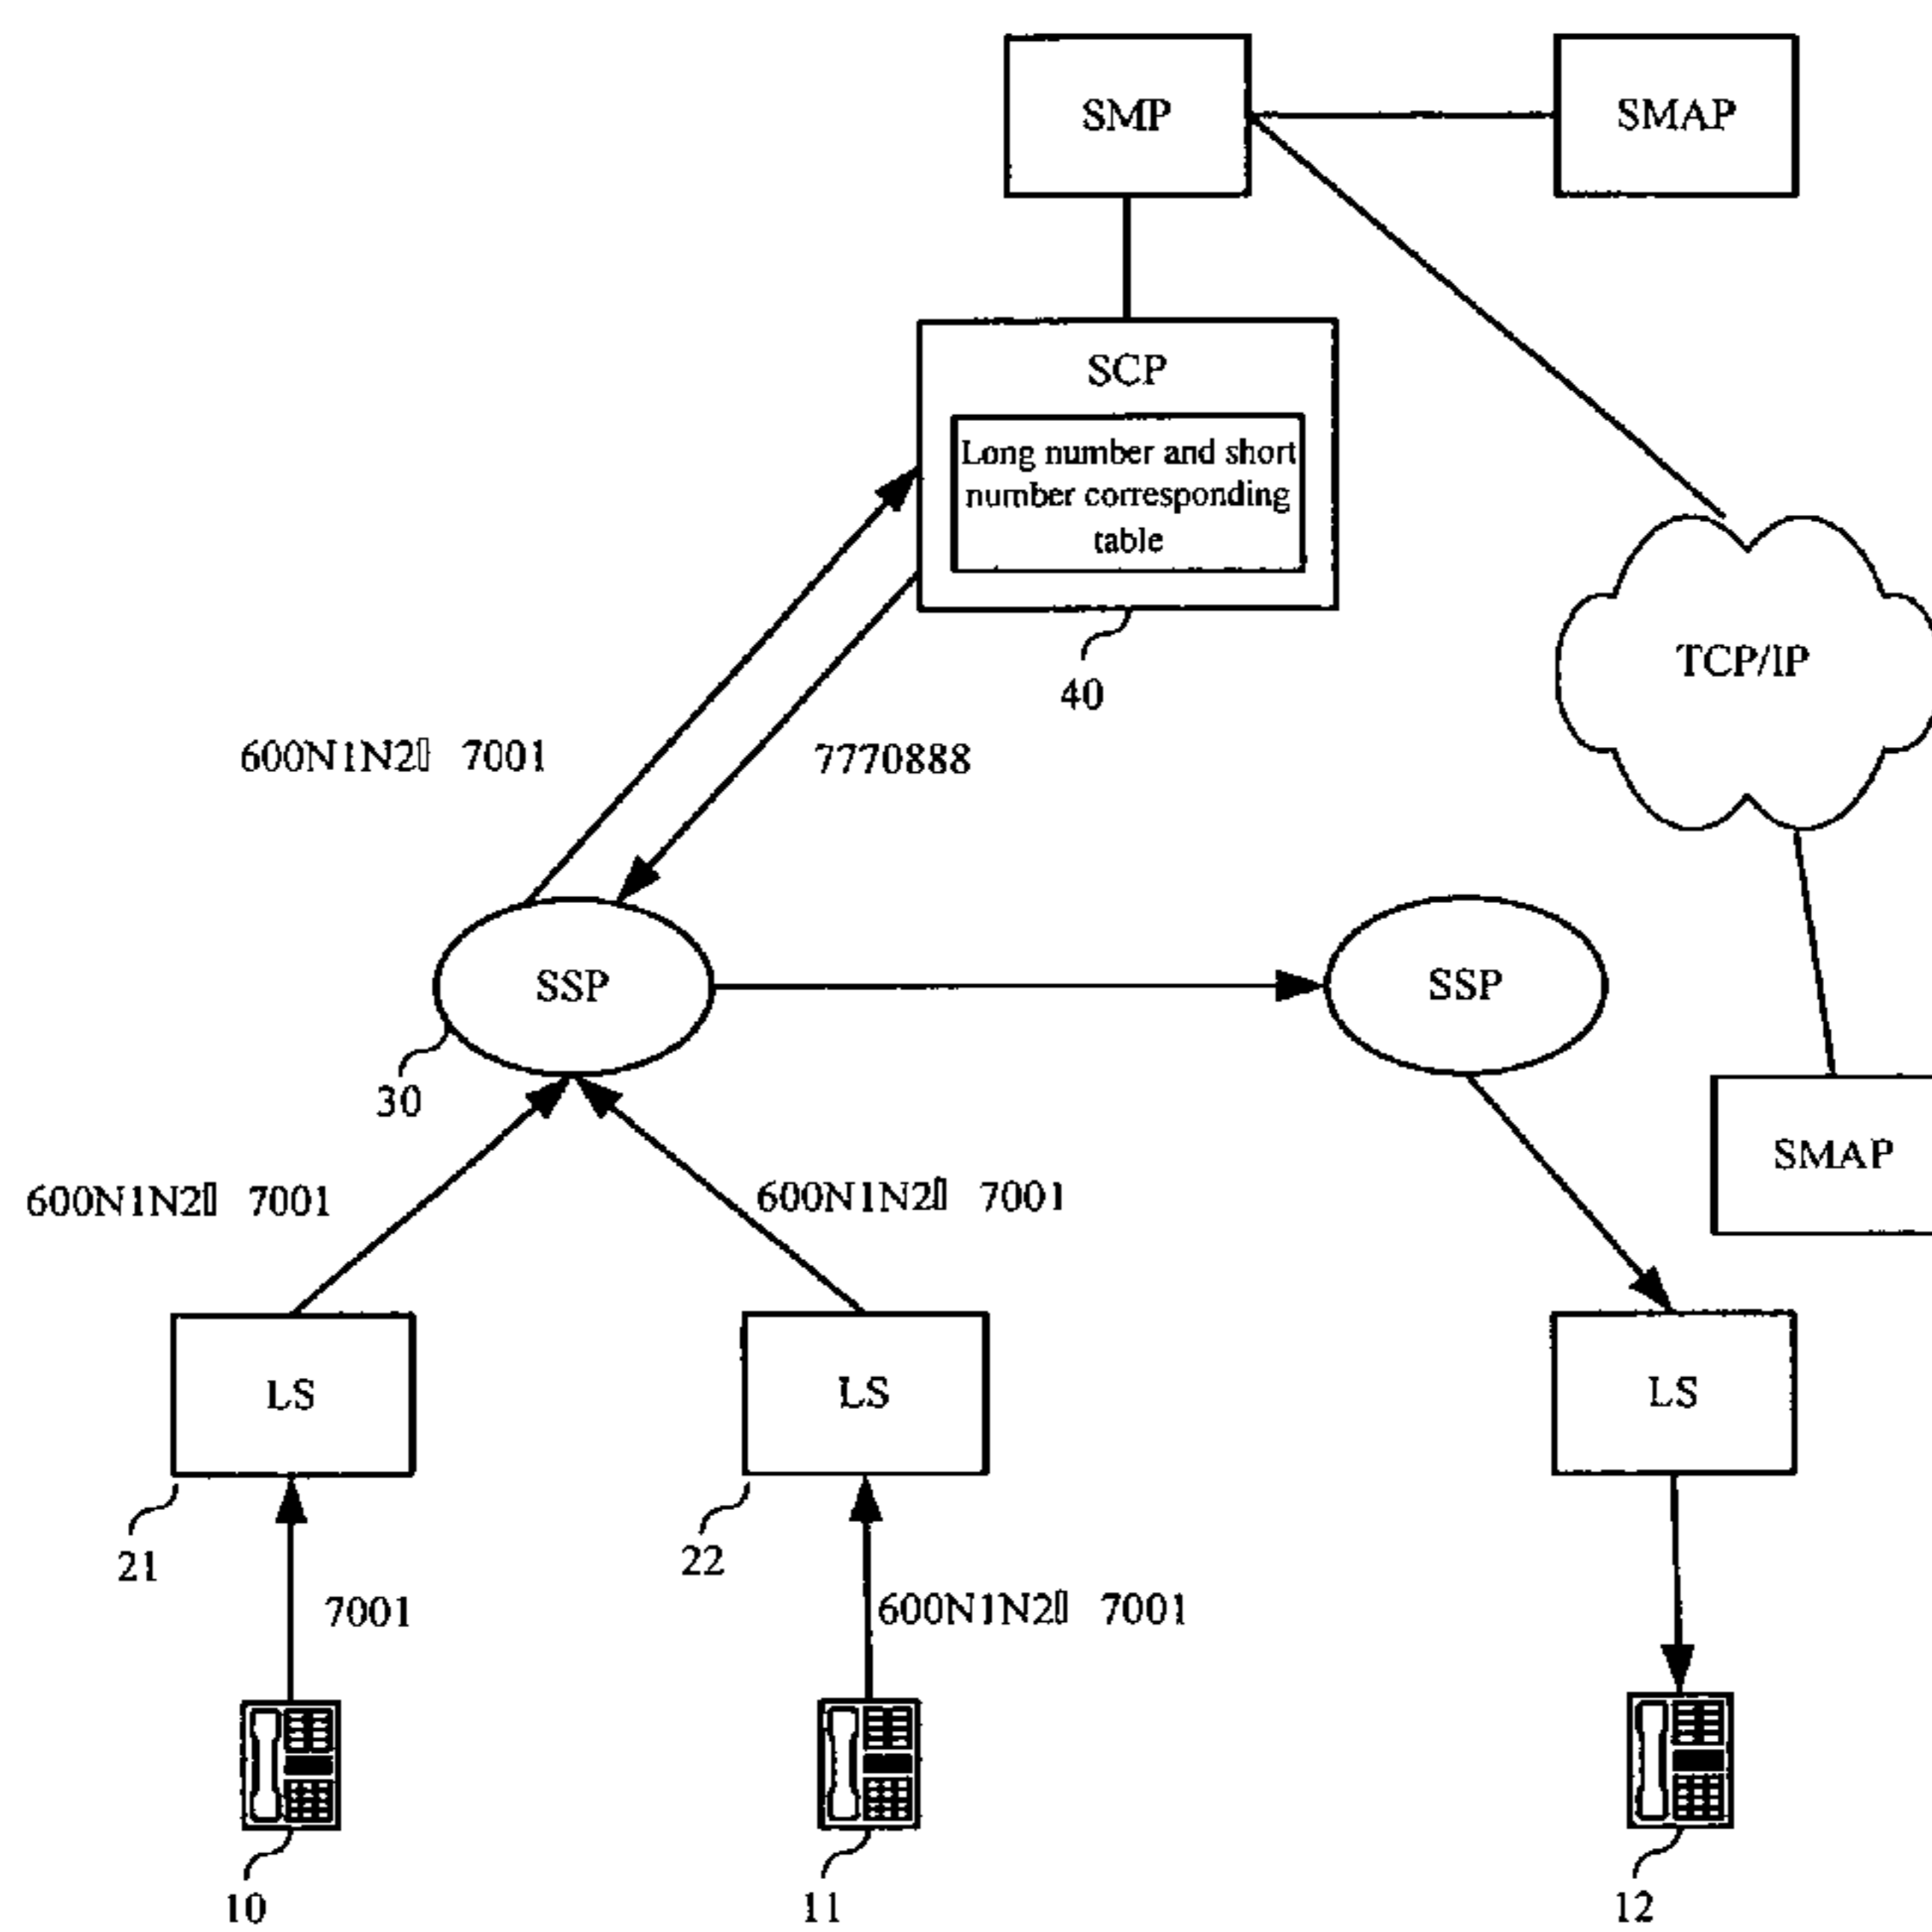 SMP
SMAP
SCP
Long number and short
number corresponding
table
40
TCP/IP
600N1N2▯ 7001
7770888
SSP
SSP
30
SMAP
600N1N2▯ 7001
600N1N2▯ 7001
LS
LS
LS
21
22
7001
600N1N2▯ 7001
10
11
12